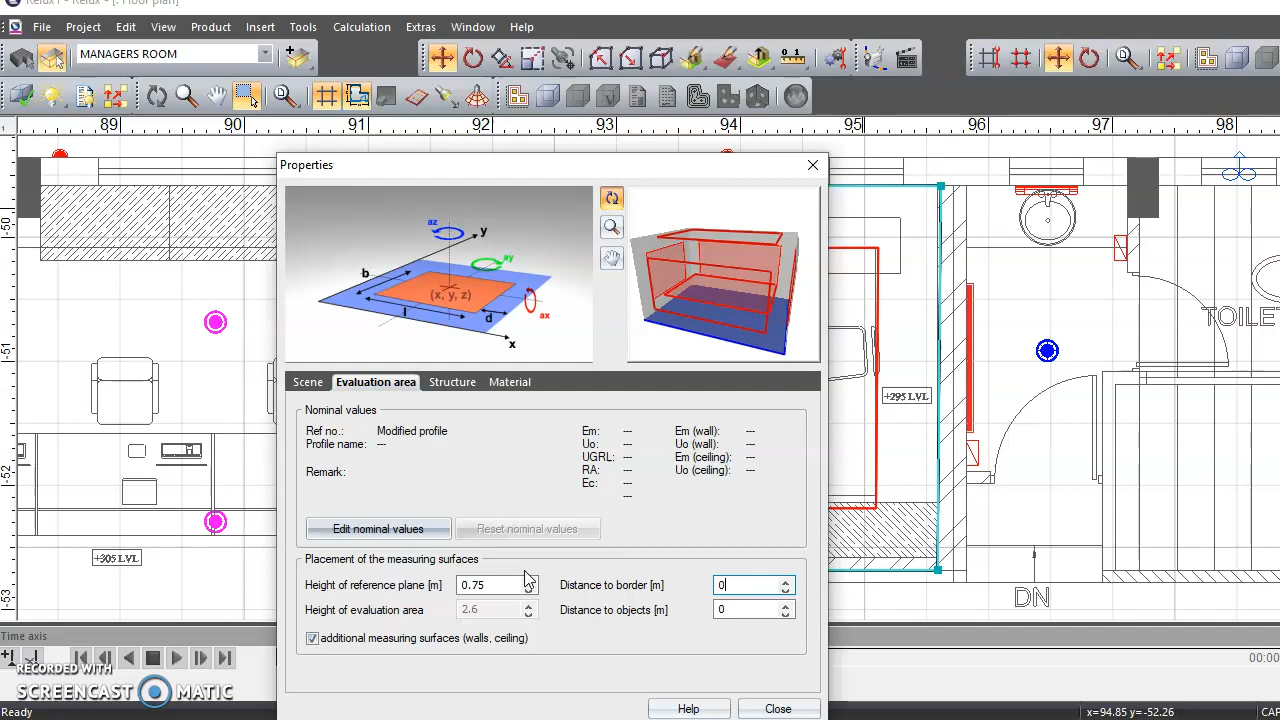 Relux1 - Relux - [: Floor plan]
File Project Edit View Product Insert Tools Calculation Extras Window Help
MANAGERS ROOM
89 90 91 92 93 94 95 96 97 98
-50
-51
-52
-53
Properties
az
y
ay
b
(x, y, z)
l
d
ax
x
Scene Evaluation area Structure Material
Nominal values
Ref no.: Modified profile
Profile name: ---
Remark:
Em: --- Em (wall): ---
Uo: --- Uo (wall): ---
UGRL: --- Em (ceiling): ---
RA: --- Uo (ceiling): ---
Ec: ---
---
Edit nominal values Reset nominal values
Placement of the measuring surfaces
Height of reference plane [m] 0.75 Distance to border [m] 0
Height of evaluation area 2.6 Distance to objects [m] 0
additional measuring surfaces (walls, ceiling)
Help Close
+305 LVL
+295 LVL
TOILE
DN
Time axis
00:00
RECORDED WITH
SCREENCAST MATIC
Ready x=94.85 y=-52.26 CAP